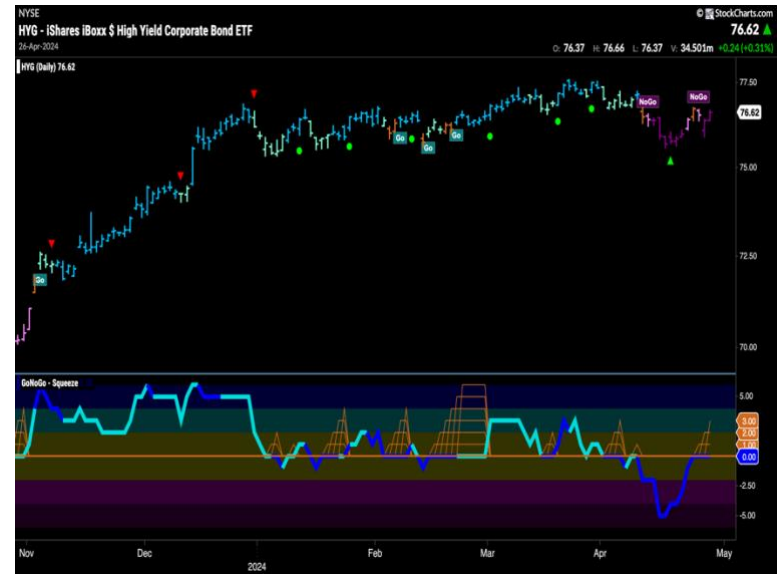 NYSE
© StockCharts.com
HYG - iShares iBoxx $ High Yield Corporate Bond ETF
76.62
26-Apr-2024
O: 76.37 H: 76.66 L: 76.37 V: 34.501m +0.24 (+0.31%)
HYG (Daily) 76.62
77.50
NoGo
NoGo
76.62
Go
Go
Go
75.00
72.50
Go
70.00
GoNoGo - Squeeze
5.00
3.00
2.00
1.00
0.00
-2.50
-5.00
Nov Dec Feb Mar Apr May
2024